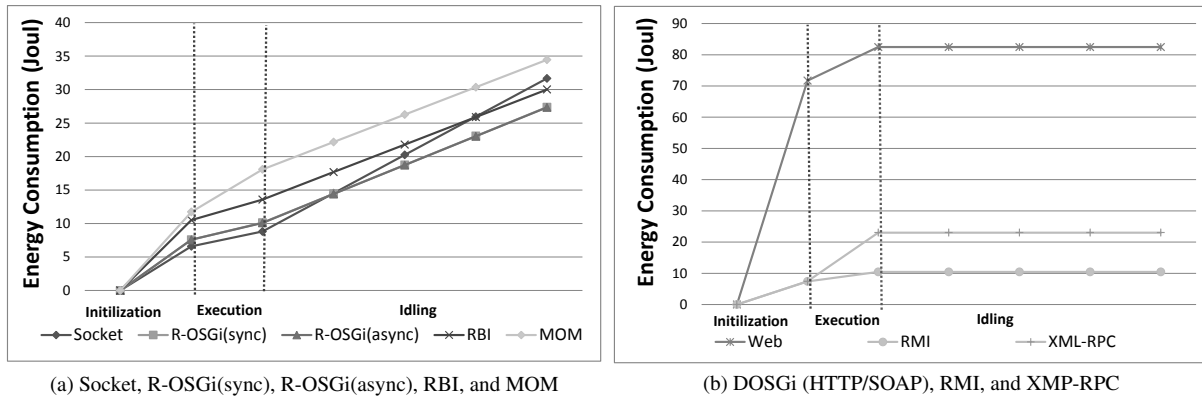 Energy Consumption (Joul)
40
35
30
25
20
15
10
5
0
Initilization
Execution
Idling
Socket
R-OSGi(sync)
R-OSGi(async)
RBI
MOM
(a) Socket, R-OSGi(sync), R-OSGi(async), RBI, and MOM
Energy Consumption (Joul)
90
80
70
60
50
40
30
20
10
0
Initilization
Execution
Idling
Web
RMI
XML-RPC
(b) DOSGi (HTTP/SOAP), RMI, and XMP-RPC